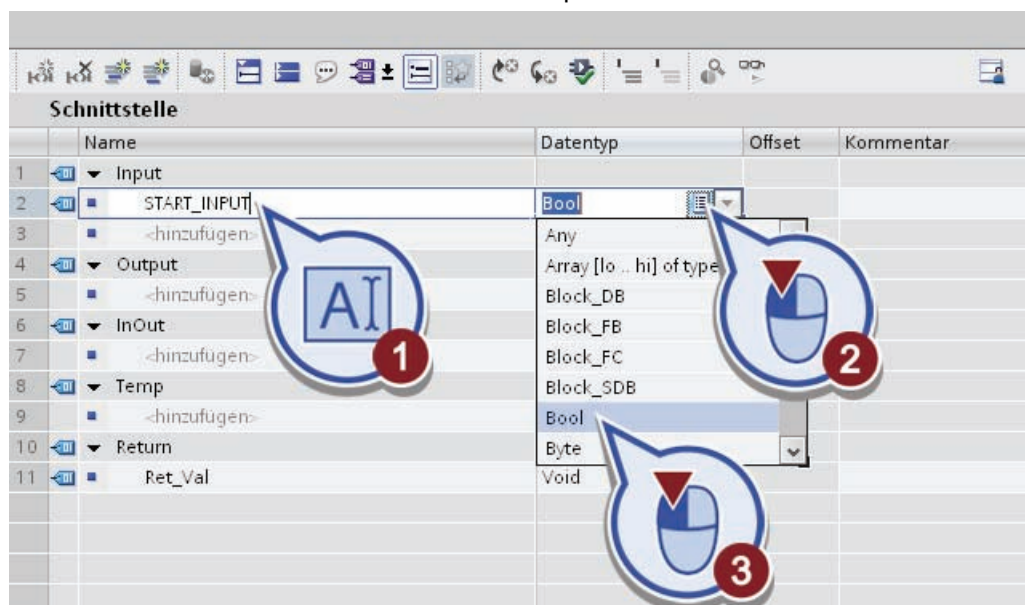 Schnittstelle
Name Datentyp Offset Kommentar
1 Input
2 START_INPUT Bool
3 <hinzufügen> Any
4 Output Array [lo .. hi] of type
5 <hinzufügen> Block_DB
6 InOut Block_FB
7 <hinzufügen> Block_FC
8 Temp Block_SDB
9 <hinzufügen> Bool
10 Return Byte
11 Ret_Val Void
A
1
2
3